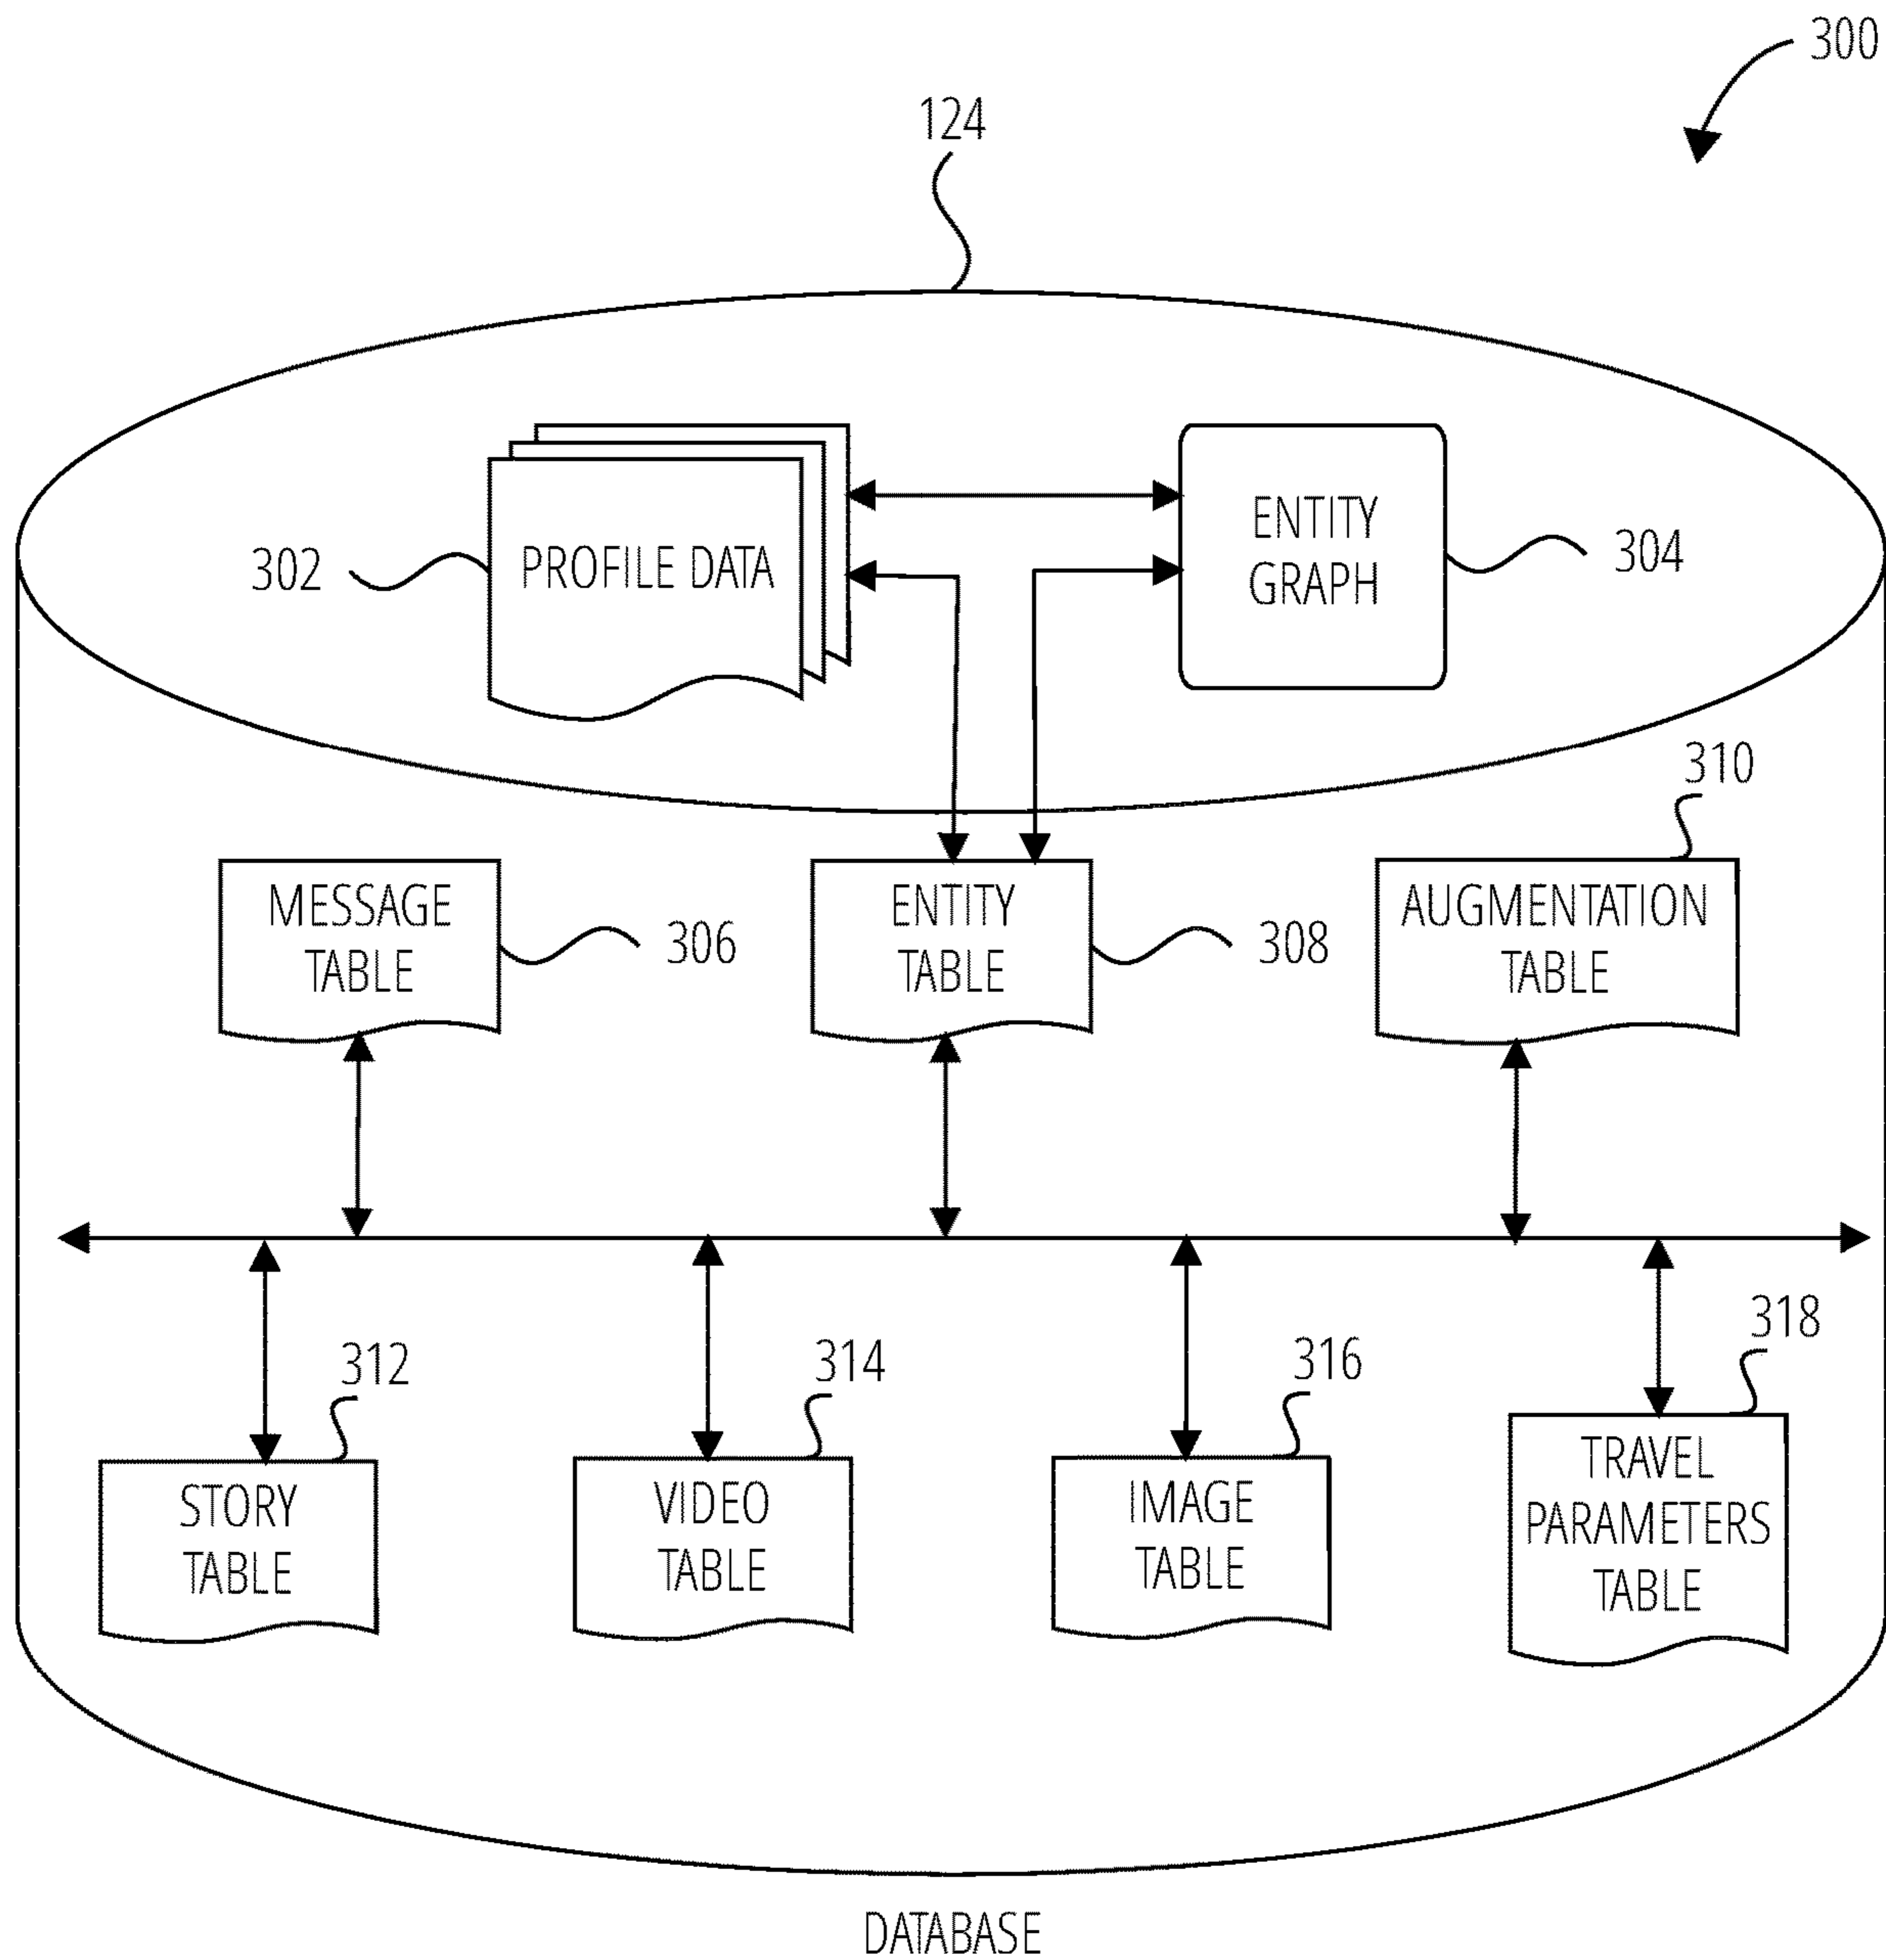 300
124
302
PROFILE DATA
ENTITY
GRAPH
304
310
MESSAGE
TABLE
306
ENTITY
TABLE
308
AUGMENTATION
TABLE
312
STORY
TABLE
314
VIDEO
TABLE
316
IMAGE
TABLE
318
TRAVEL
PARAMETERS
TABLE
DATABASE